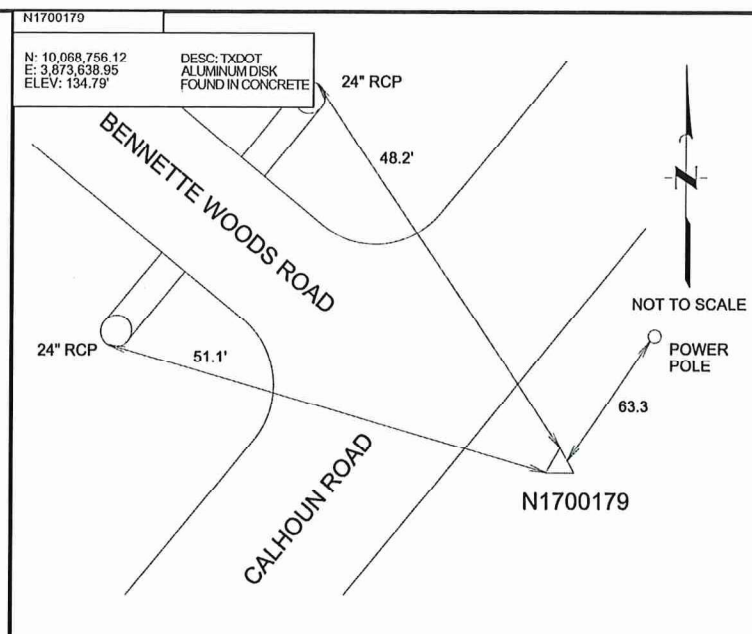 N1700179
N: 10,068,756.12
E: 3,873,638.95
ELEV: 134.79'
DESC: TXDOT
ALUMINUM DISK
FOUND IN CONCRETE
24" RCP
BENNETTE WOODS ROAD
48.2'
N
NOT TO SCALE
24" RCP
51.1'
POWER
POLE
63.3
N1700179
CALHOUN ROAD